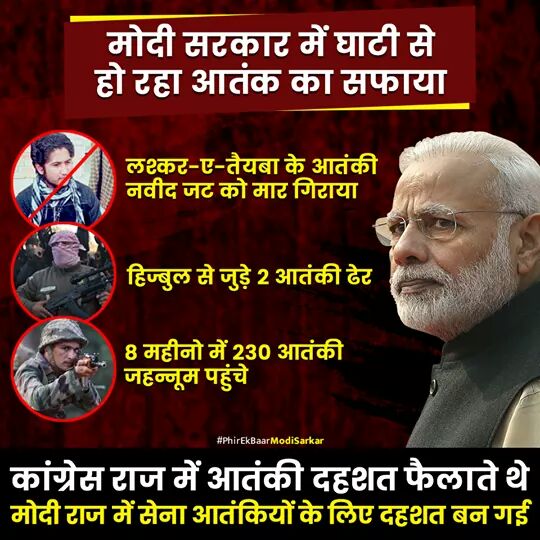 मोदी सरकार में घाटी से
हो रहा आतंक का सफाया
लश्कर-ए-तैयबा के आतंकी
नवीद जट को मार गिराया
हिज्बुल से जुड़े 2 आतंकी ढेर
8 महीनो में 230 आतंकी
जहन्नूम पहुंचे
#PhirEkBaarModiSarkar
कांग्रेस राज में आतंकी दहशत फैलाते थे
मोदी राज में सेना आतंकियों के लिए दहशत बन गई